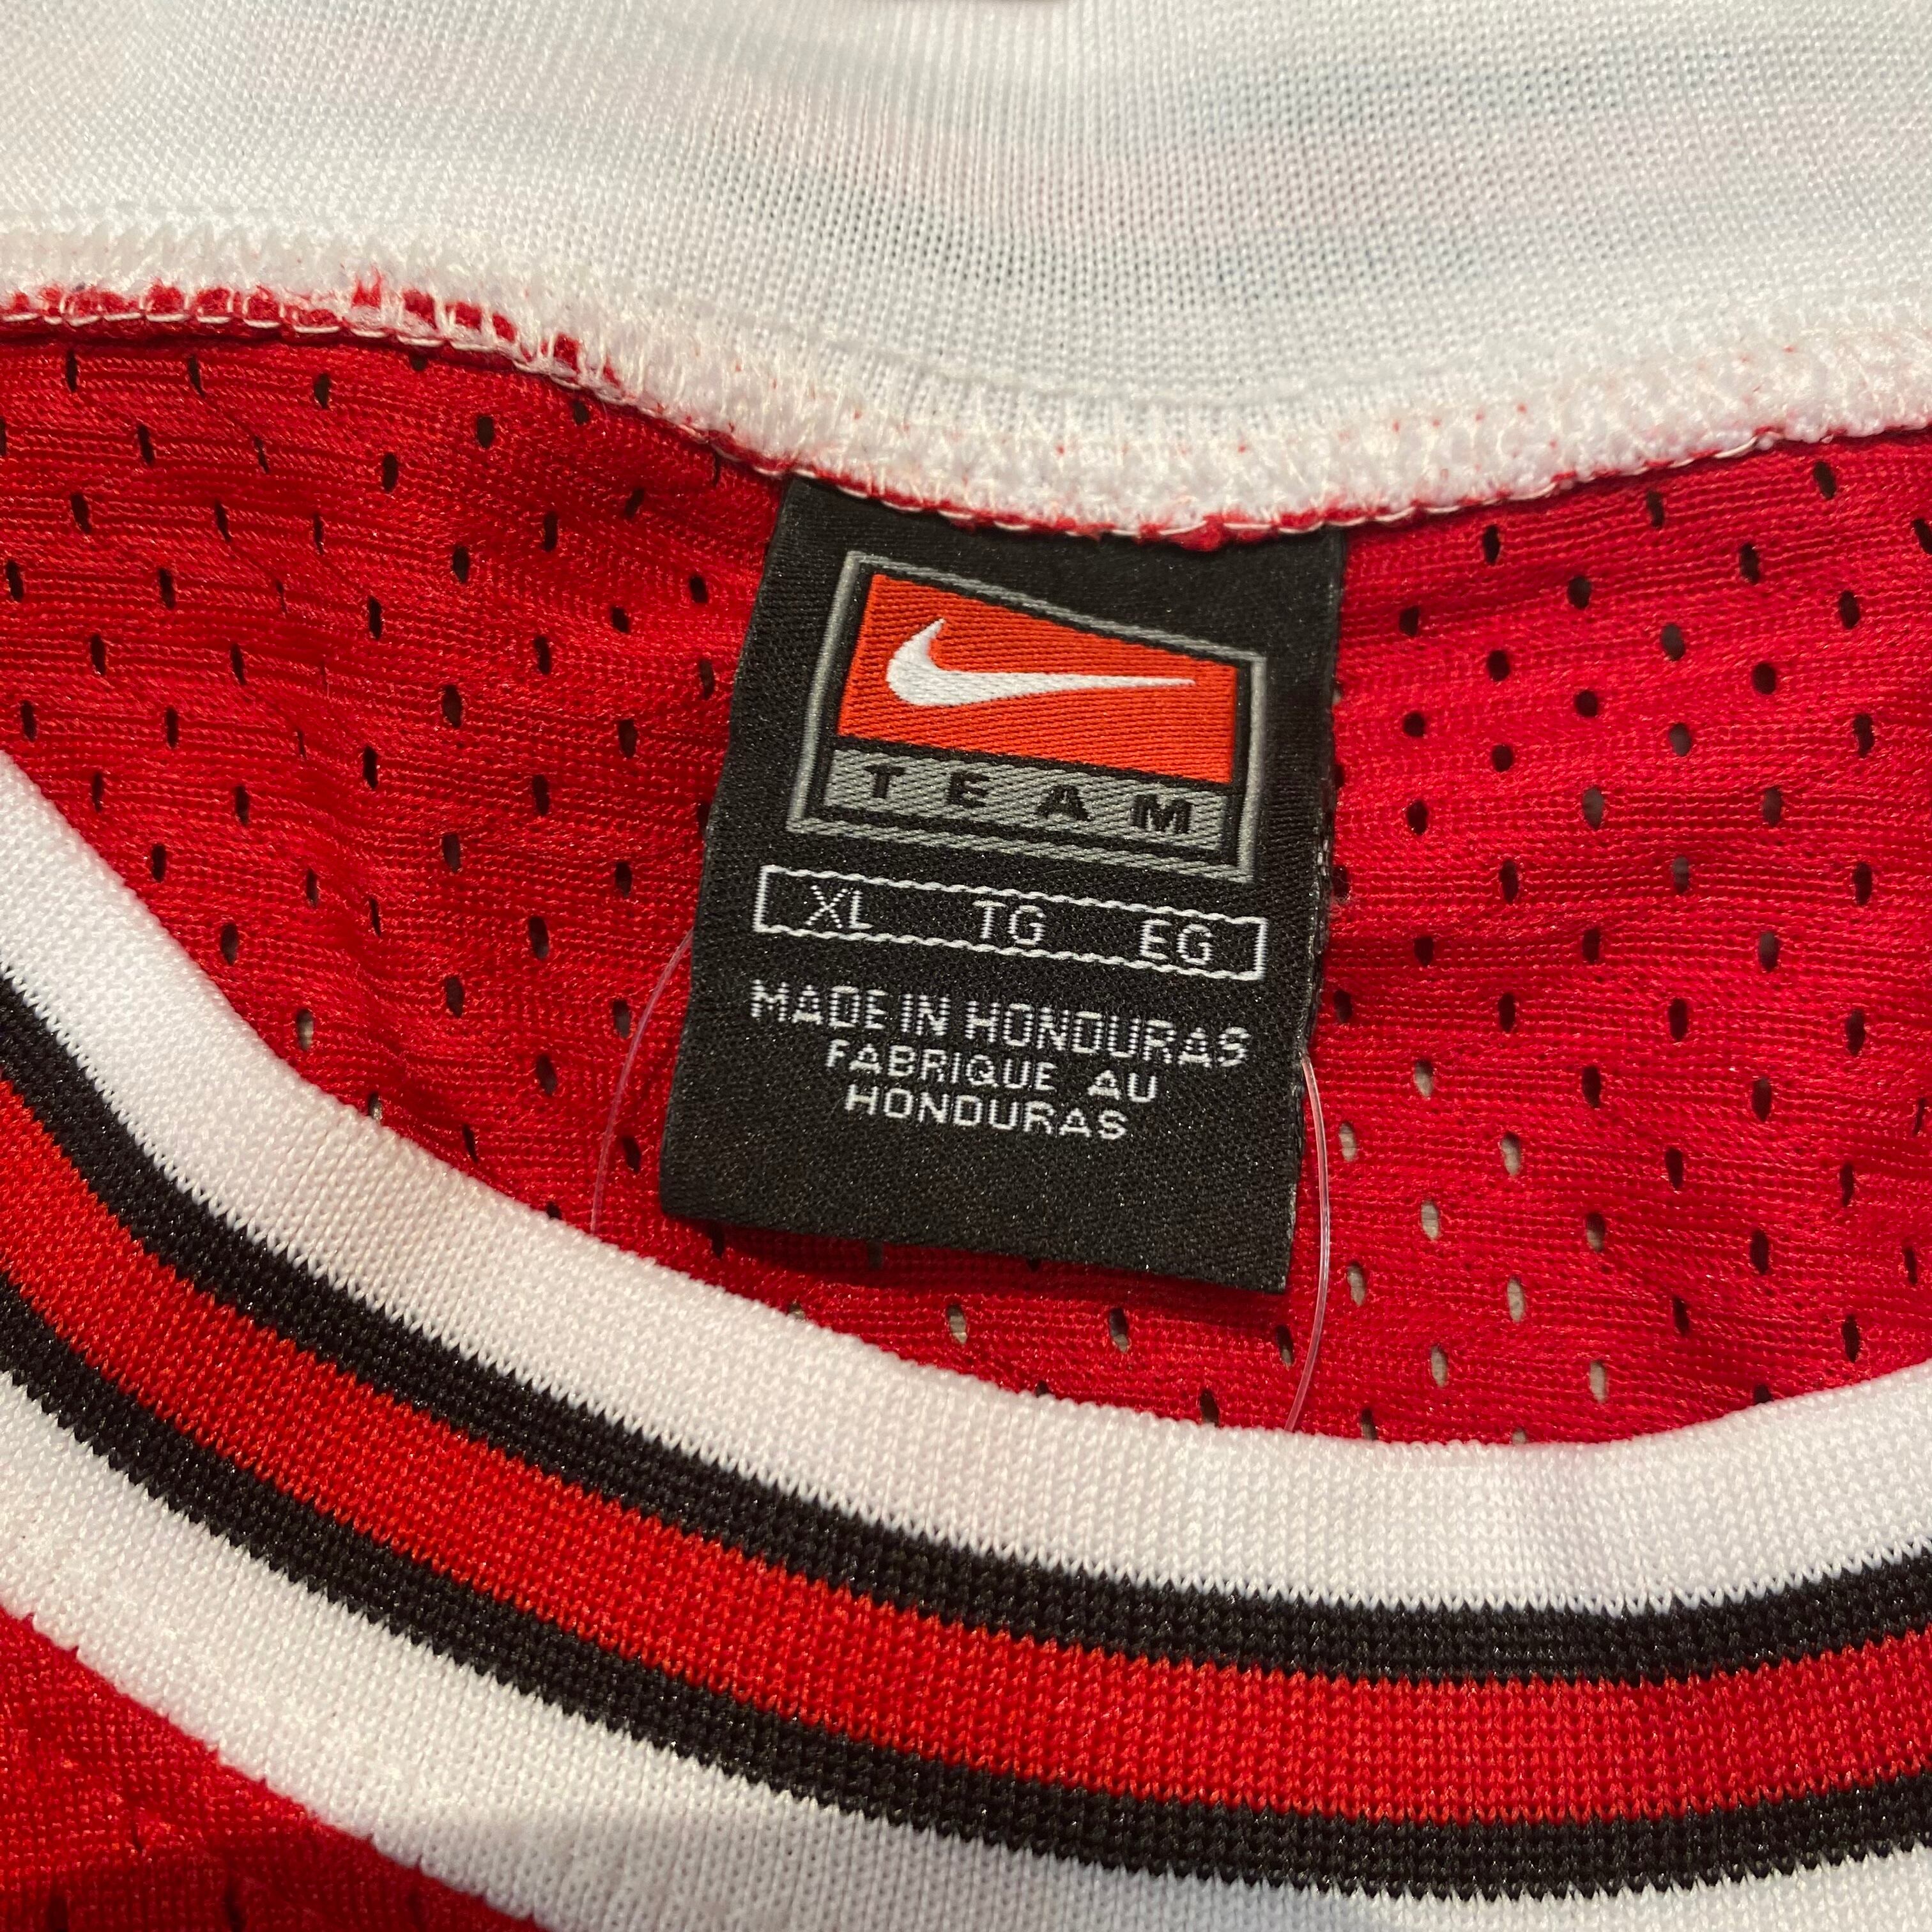 TEAM
XL TG EG
MADE IN HONDURAS
FABRIQUE AU
HONDURAS